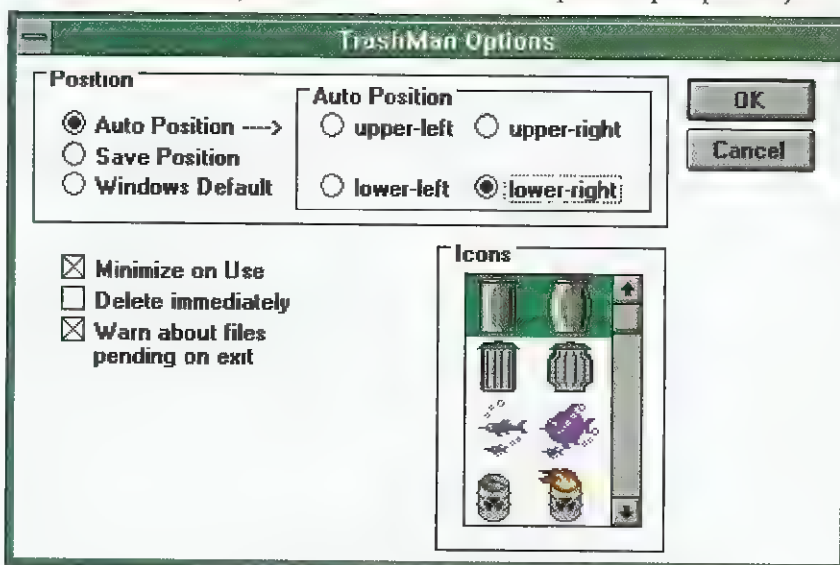 TrashMan Options
Position
Auto Position ---->
Save Position
Windows Default
Auto Position
upper-left
upper-right
lower-left
lower-right
OK
Cancel
Minimize on Use
Delete immediately
Warn about files
pending on exit
Icons